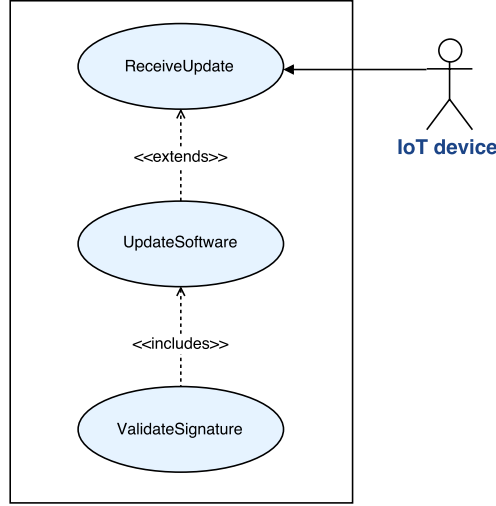 ReceiveUpdate
IoT device
<<extends>>
UpdateSoftware
<<includes>>
ValidateSignature